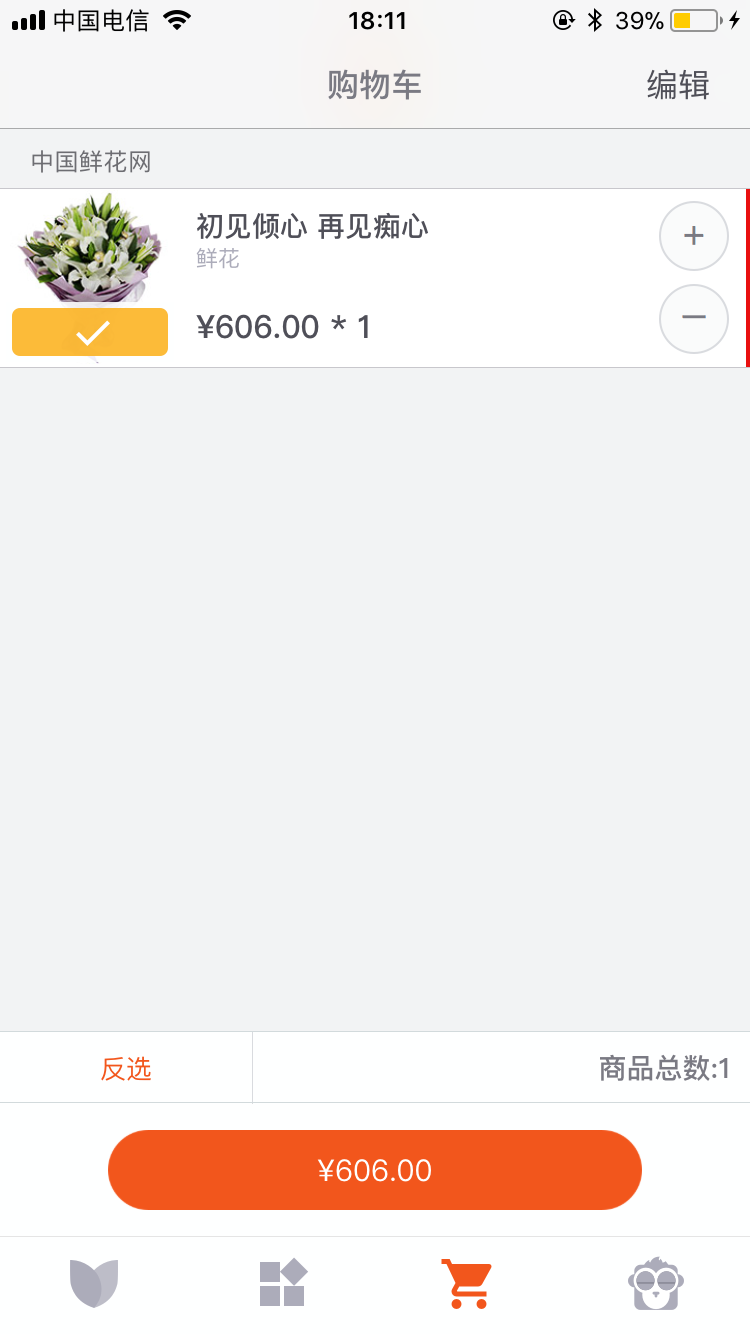 中国电信 18:11 39%
购物车 编辑
中国鲜花网
初见倾心 再见痴心
鲜花
¥606.00 * 1
反选 商品总数:1
¥606.00